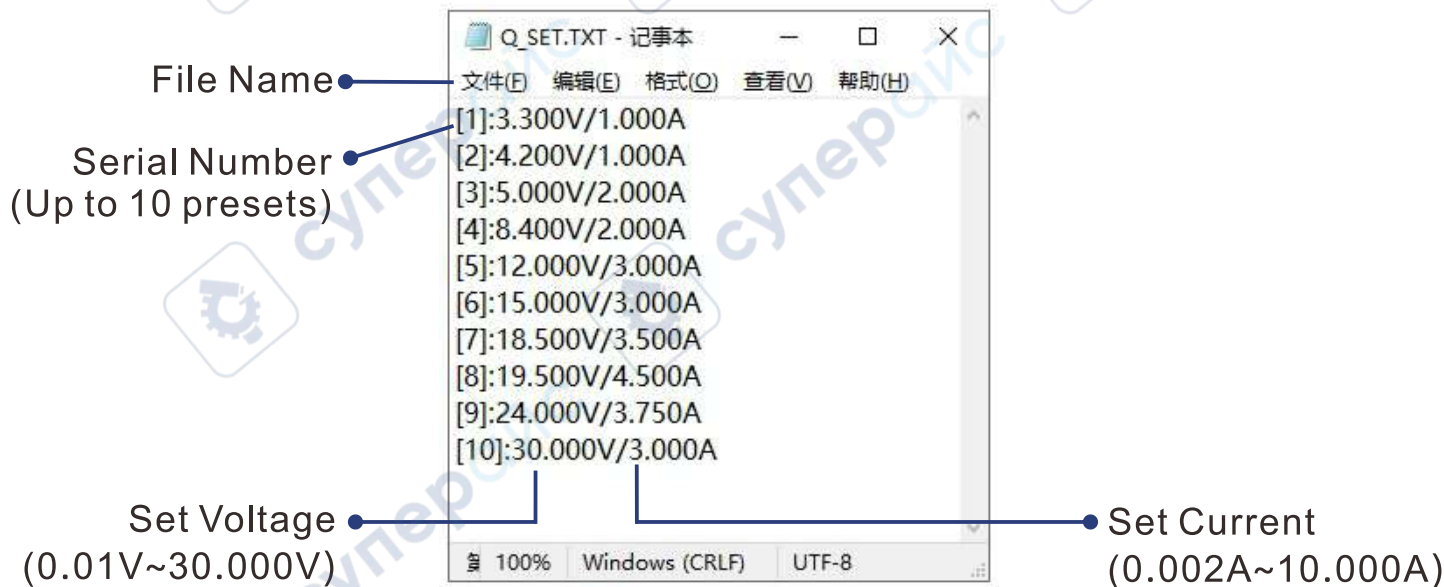 Q_SET.TXT - 记事本
File Name
文件(F) 编辑(E) 格式(O) 查看(V) 帮助(H)
Serial Number
(Up to 10 presets)
[1]:3.300V/1.000A
[2]:4.200V/1.000A
[3]:5.000V/2.000A
[4]:8.400V/2.000A
[5]:12.000V/3.000A
[6]:15.000V/3.000A
[7]:18.500V/3.500A
[8]:19.500V/4.500A
[9]:24.000V/3.750A
[10]:30.000V/3.000A
Set Voltage
(0.01V~30.000V)
Set Current
(0.002A~10.000A)
100% Windows (CRLF) UTF-8
суперайс
суперайс